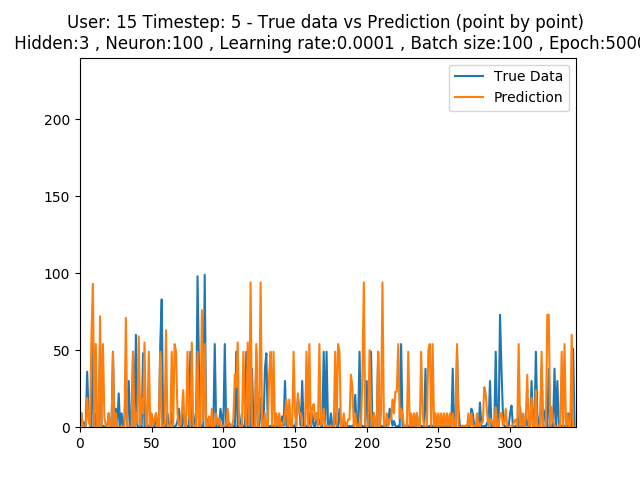 User: 15 Timestep: 5 - True data vs Prediction (point by point)
Hidden:3 , Neuron:100 , Learning rate:0.0001 , Batch size:100 , Epoch:5000
True Data
Prediction
200
150
100
50
0
0 50 100 150 200 250 300